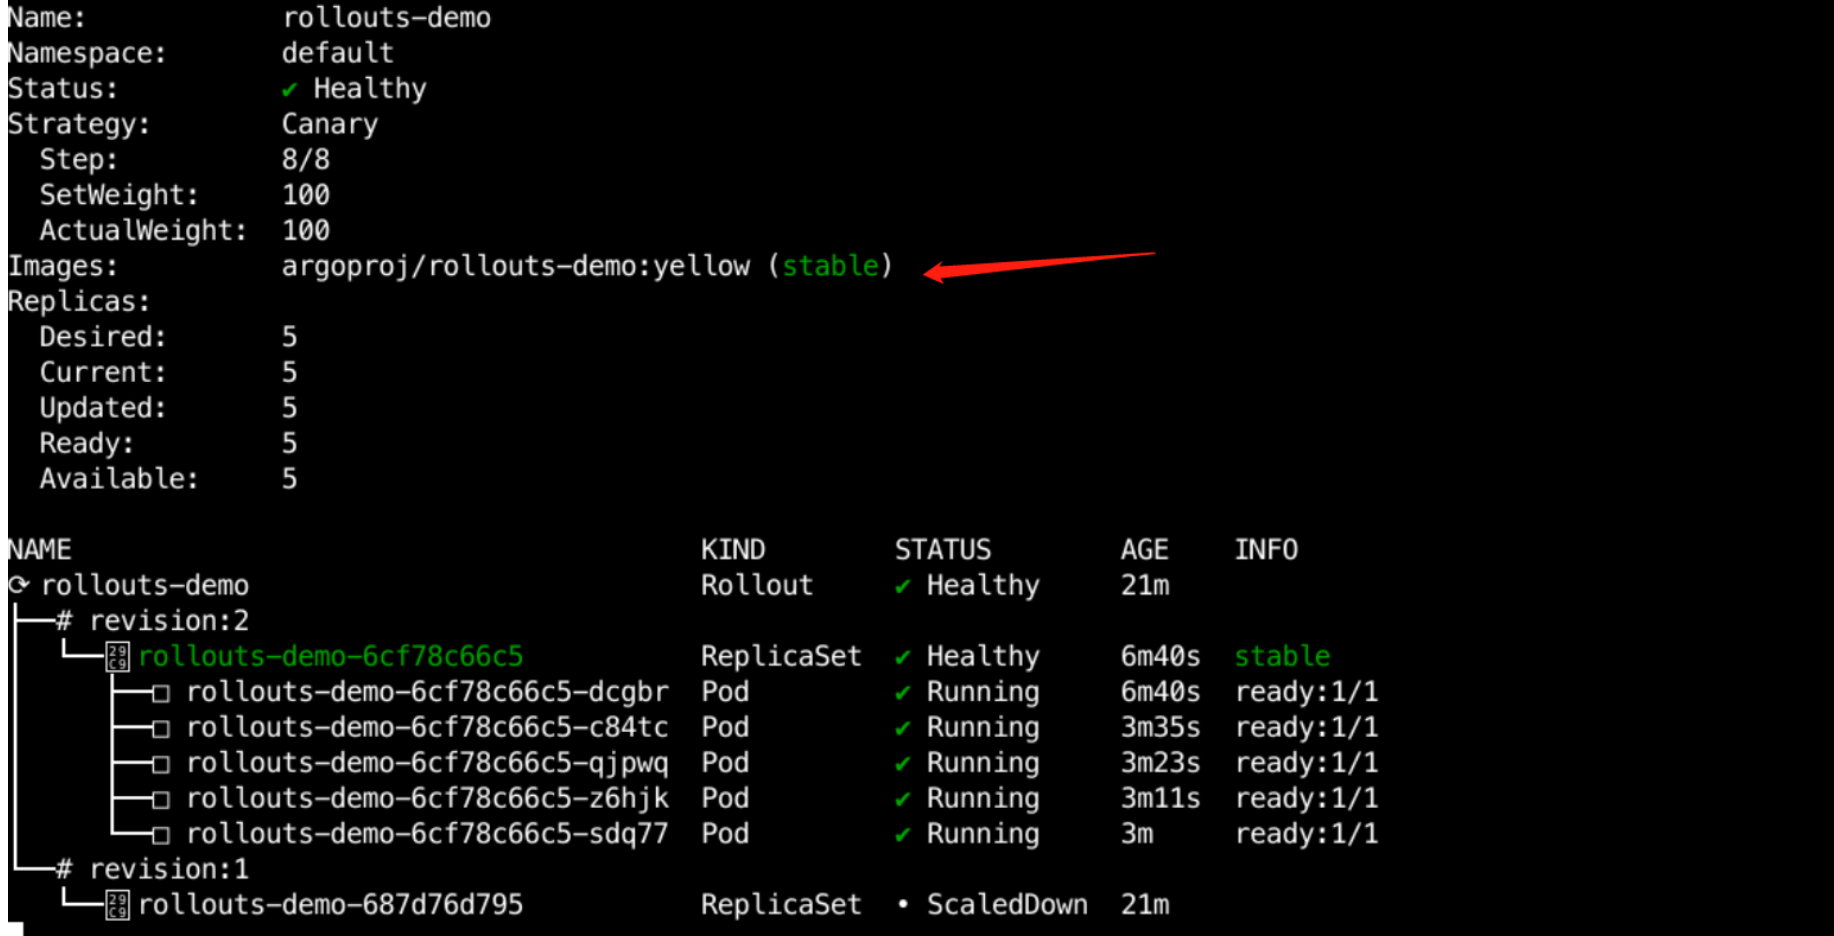 Name: rollouts-demo
Namespace: default
Status: ✔ Healthy
Strategy: Canary
Step: 8/8
SetWeight: 100
ActualWeight: 100
Images: argoproj/rollouts-demo:yellow (stable)
Replicas:
Desired: 5
Current: 5
Updated: 5
Ready: 5
Available: 5
NAME KIND STATUS AGE INFO
⟳ rollouts-demo Rollout ✔ Healthy 21m
├──# revision:2
│  └──⧉ rollouts-demo-6cf78c66c5 ReplicaSet ✔ Healthy 6m40s stable
├──□ rollouts-demo-6cf78c66c5-dcgbr Pod ✔ Running 6m40s ready:1/1
├──□ rollouts-demo-6cf78c66c5-c84tc Pod ✔ Running 3m35s ready:1/1
├──□ rollouts-demo-6cf78c66c5-qjpwq Pod ✔ Running 3m23s ready:1/1
├──□ rollouts-demo-6cf78c66c5-z6hjk Pod ✔ Running 3m11s ready:1/1
└──□ rollouts-demo-6cf78c66c5-sdq77 Pod ✔ Running 3m ready:1/1
└──# revision:1
└──⧉ rollouts-demo-687d76d795 ReplicaSet • ScaledDown 21m